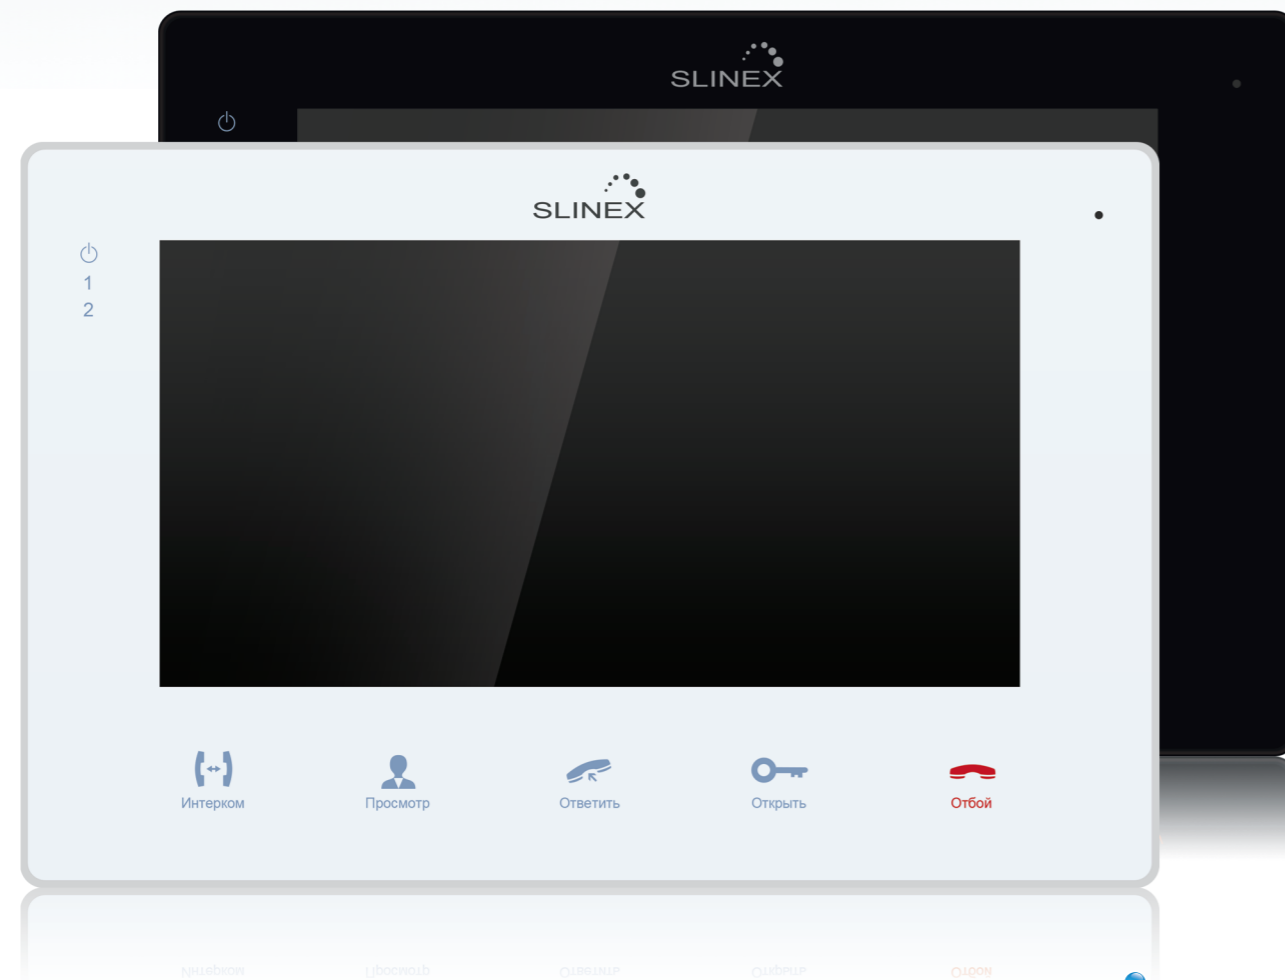 SLINEX
SLINEX
1
2
Интерком
Просмотр
Ответить
Открыть
Отбой